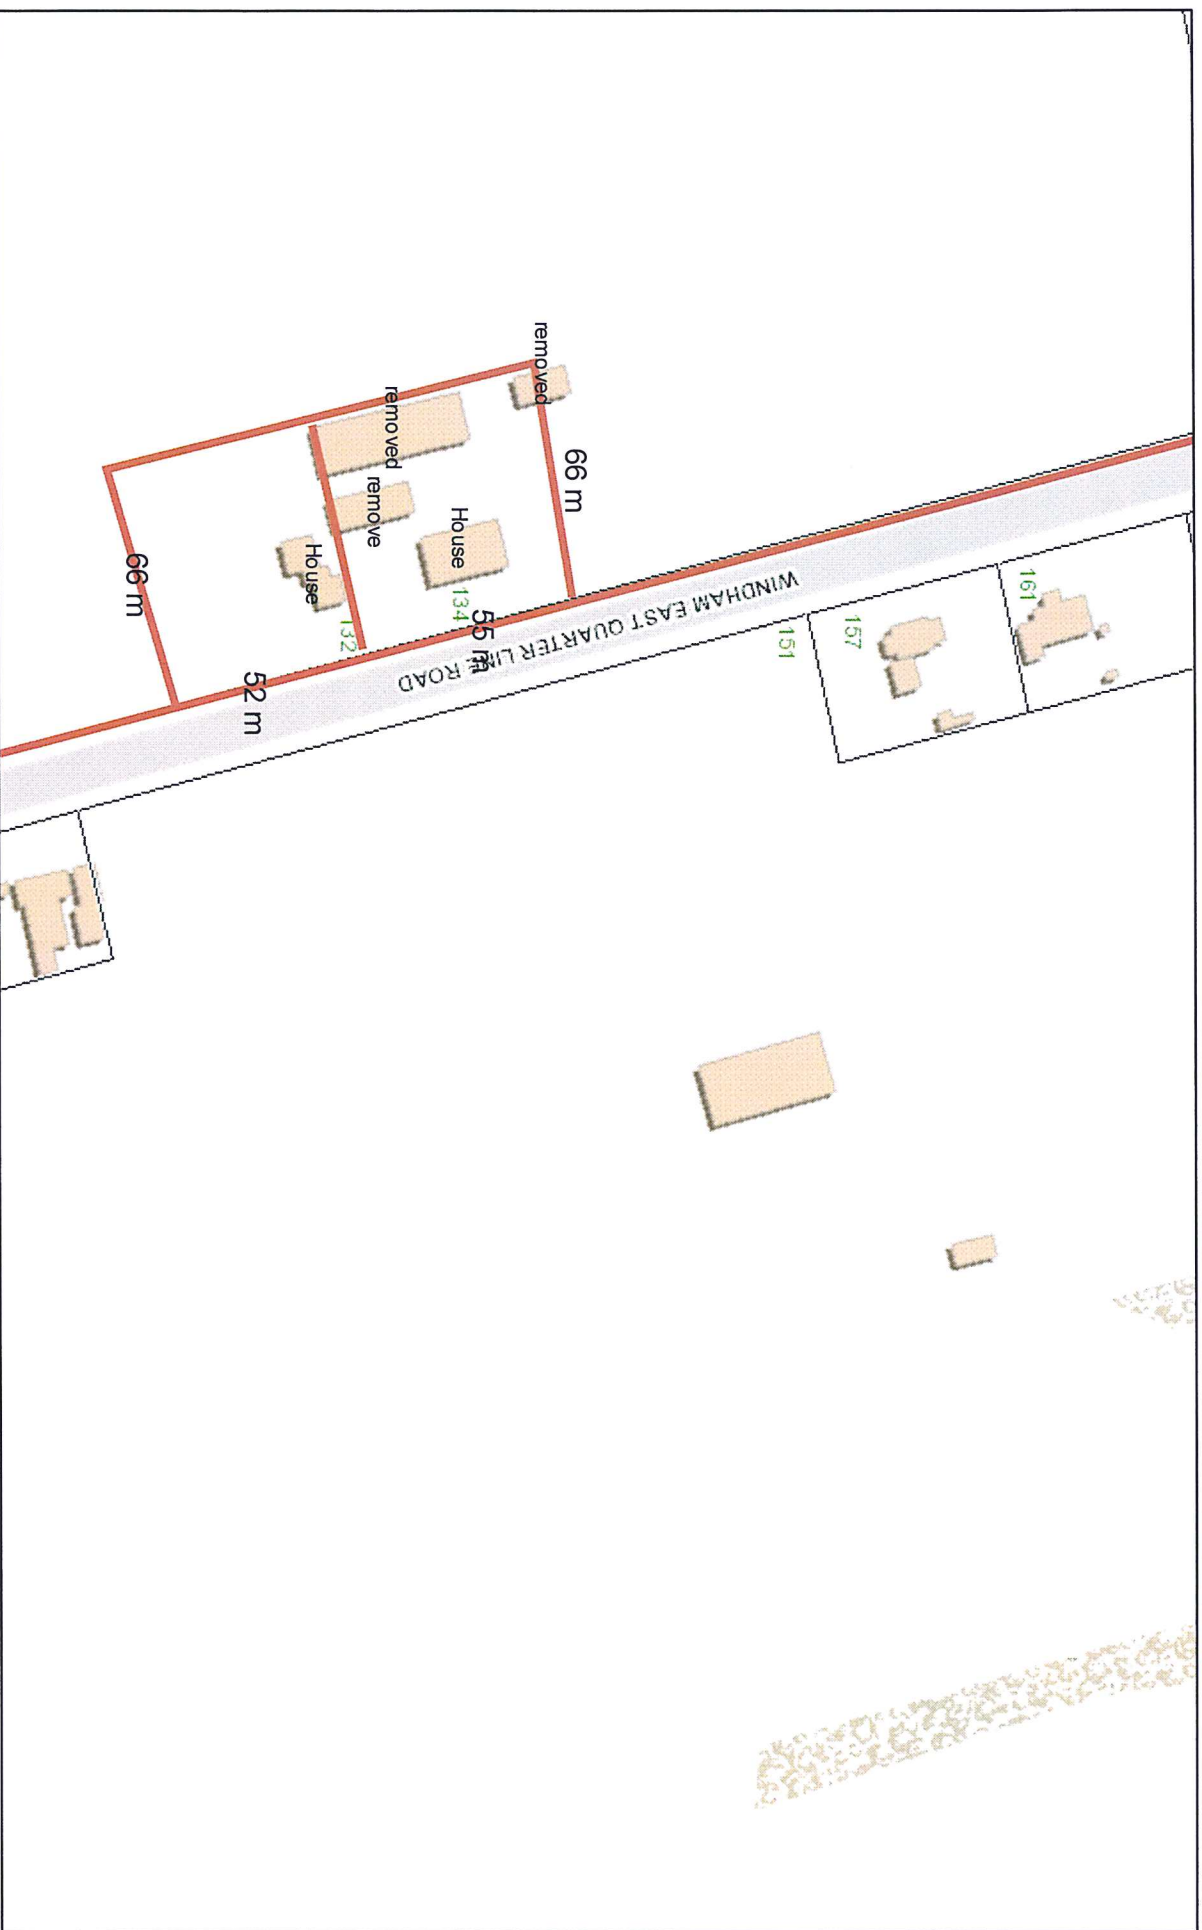 removed
66 m
removed
remove
House
134
55 m
House
132
66 m
52 m
WINDHAM EAST QUARTER LINE ROAD
161
157
151